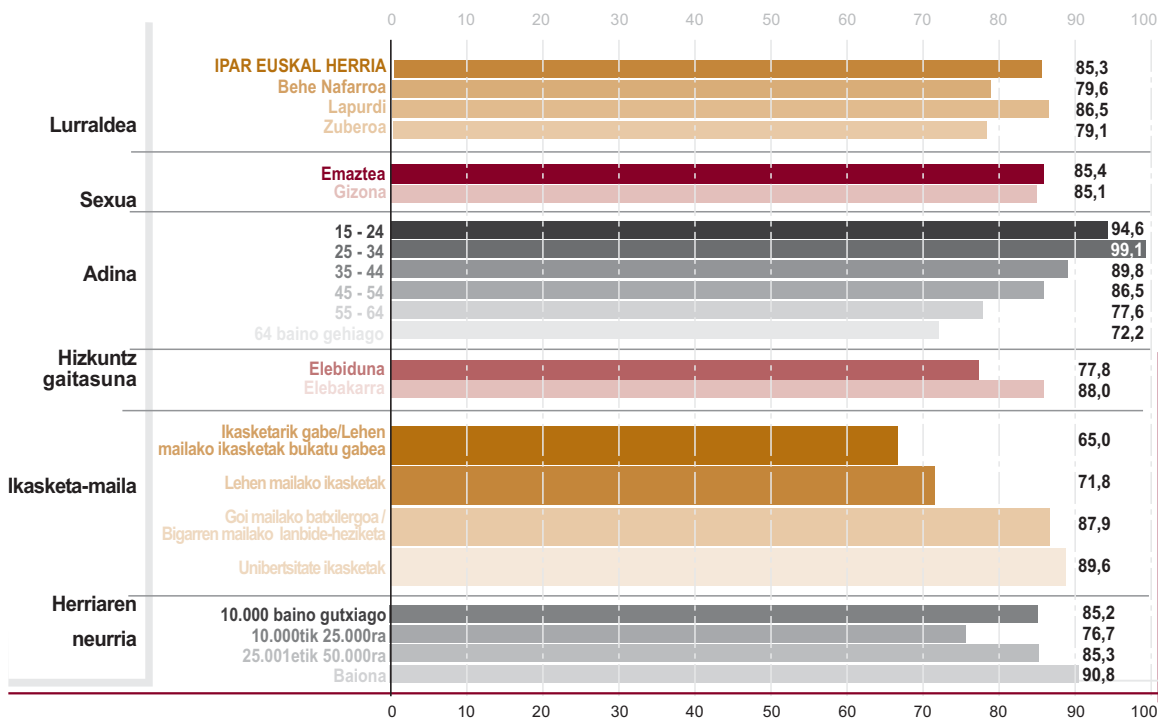 0 10 20 30 40 50 60 70 80 90 100
Lurraldea
IPAR EUSKAL HERRIA 85,3
Behe Nafarroa 79,6
Lapurdi 86,5
Zuberoa 79,1
Sexua
Emaztea 85,4
Gizona 85,1
Adina
15 - 24 94,6
25 - 34 99,1
35 - 44 89,8
45 - 54 86,5
55 - 64 77,6
64 baino gehiago 72,2
Hizkuntz
gaitasuna
Elebiduna 77,8
Elebakarra 88,0
Ikasketa-maila
Ikasketarik gabe/Lehen
mailako ikasketak bukatu gabea 65,0
Lehen mailako ikasketak 71,8
Goi mailako batxilergoa /
Bigarren mailako lanbide-heziketa 87,9
Unibertsitate ikasketak 89,6
Herriaren
neurria
10.000 baino gutxiago 85,2
10.000tik 25.000ra 76,7
25.001etik 50.000ra 85,3
Baiona 90,8
0 10 20 30 40 50 60 70 80 90 100